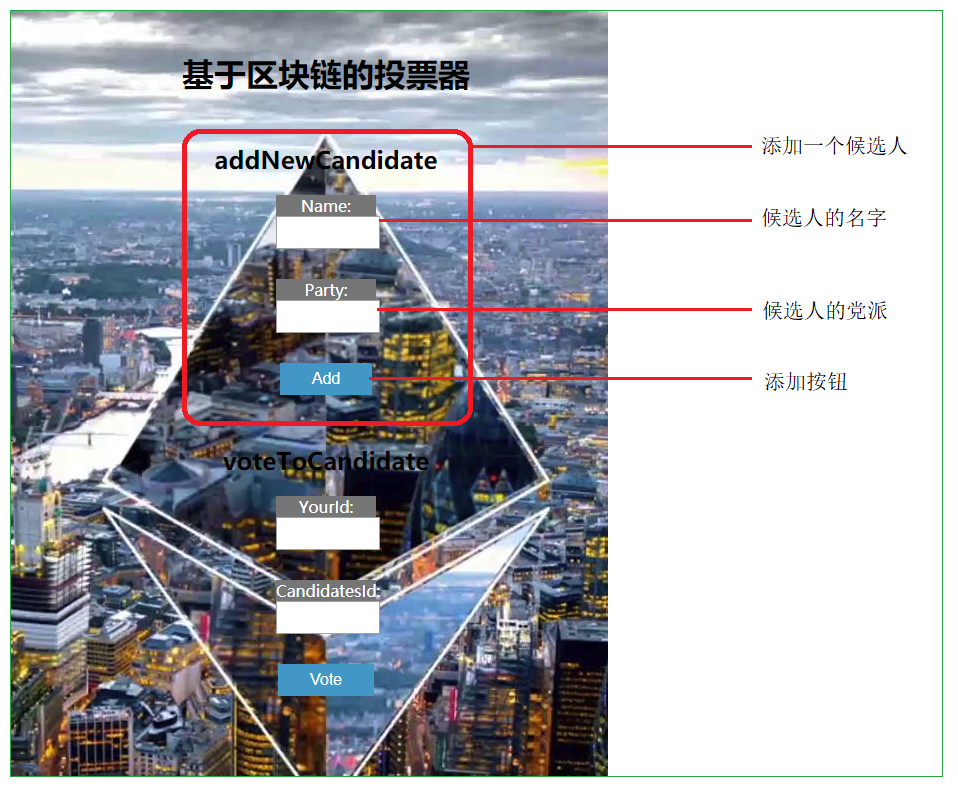 基于区块链的投票器
addNewCandidate
添加一个候选人
Name:
候选人的名字
Party:
候选人的党派
Add
添加按钮
voteToCandidate
YourId:
CandidatesId:
Vote